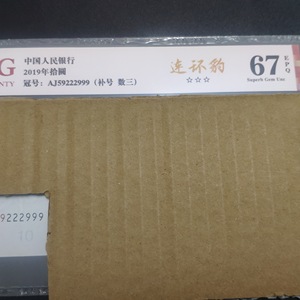 中国人民银行
2019年拾圆
冠号：AJ59222999（补号 数三）
连环豹
☆☆☆
67
EPQ
Superb Gem Unc
G
NTY
9222999